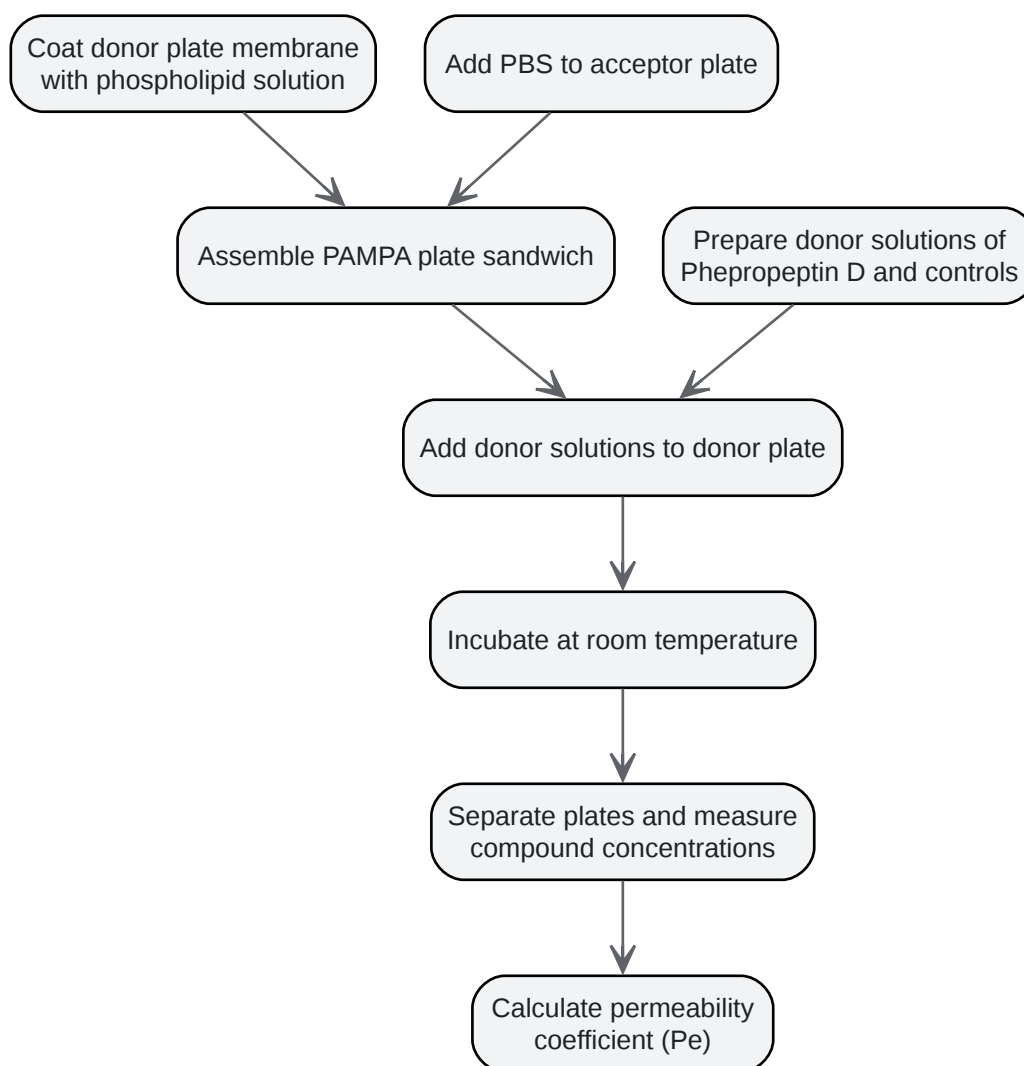 Coat donor plate membrane
with phospholipid solution
Add PBS to acceptor plate
Assemble PAMPA plate sandwich
Prepare donor solutions of
Phepropeptin D and controls
Add donor solutions to donor plate
Incubate at room temperature
Separate plates and measure
compound concentrations
Calculate permeability
coefficient (Pe)